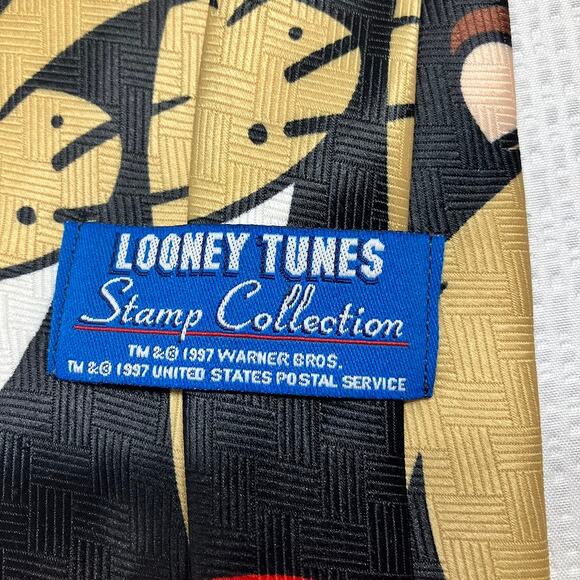 LOONEY TUNES
Stamp Collection
TM & © 1997 WARNER BROS.
TM & © 1997 UNITED STATES POSTAL SERVICE